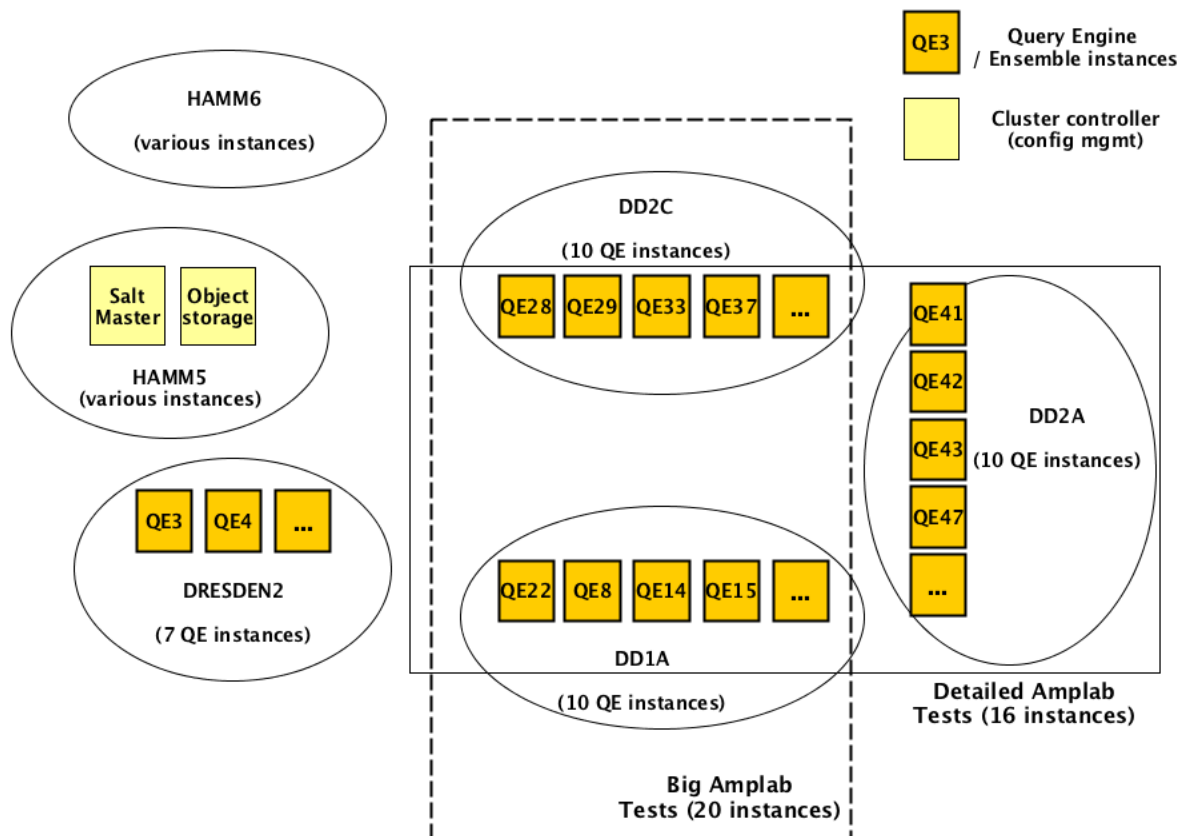 QE3
Query Engine
/ Ensemble instances
Cluster controller
(config mgmt)
HAMM6
(various instances)
Salt
Master
Object
storage
HAMM5
(various instances)
QE3
QE4
...
DRESDEN2
(7 QE instances)
DD2C
(10 QE instances)
QE28
QE29
QE33
QE37
...
QE22
QE8
QE14
QE15
...
DD1A
(10 QE instances)
QE41
QE42
QE43
QE47
...
DD2A
(10 QE instances)
Detailed Amplab
Tests (16 instances)
Big Amplab
Tests (20 instances)